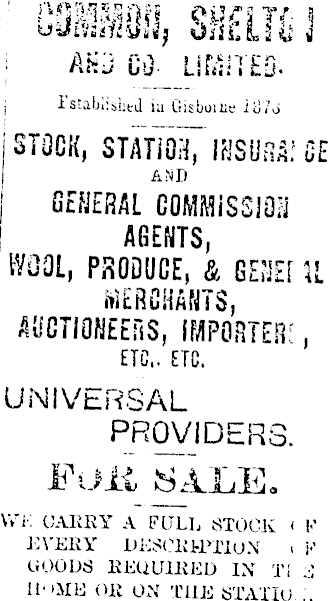 COMMON, SHELTON
AND CO. LIMITED.
Established in Gisborne 1876
STOCK, STATION, INSURANCE
AND
GENERAL COMMISSION
AGENTS,
WOOL, PRODUCE, & GENERAL
MERCHANTS,
AUCTIONEERS, IMPORTERS,
ETC,. ETC.
UNIVERSAL
PROVIDERS.
FOR SALE.
WE CARRY A FULL STOCK OF
EVERY DESCRIPTION OF
GOODS REQUIRED IN THE
HOME OR ON THE STATION.